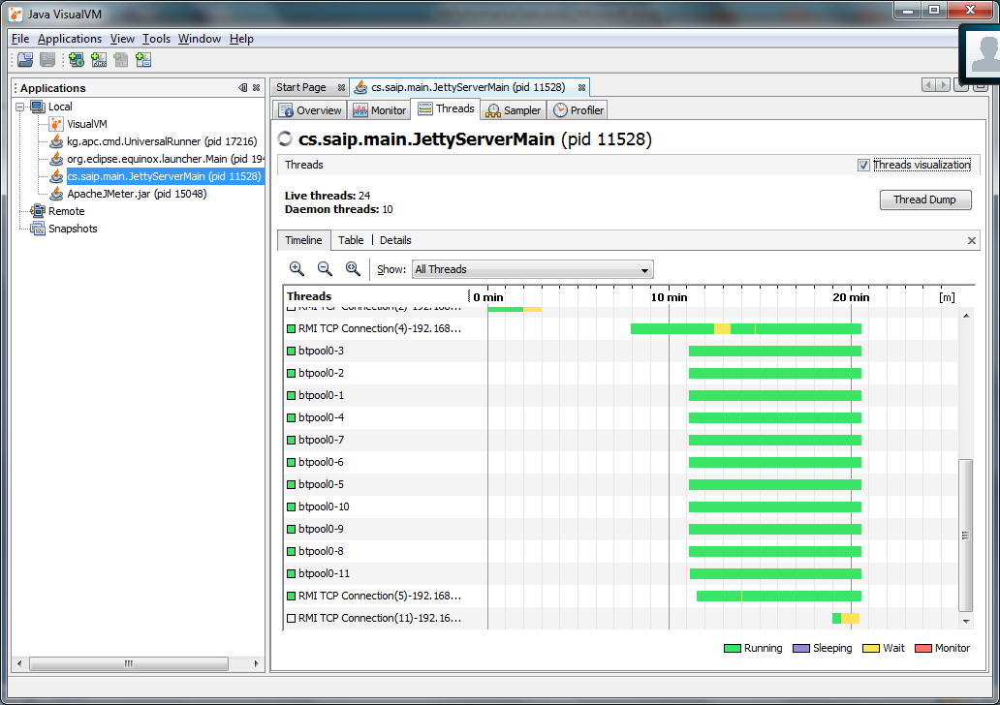 Java VisualVM
File Applications View Tools Window Help
Applications
Local
VisualVM
kg.apc.cmd.UniversalRunner (pid 17216)
org.eclipse.equinox.launcher.Main (pid 194
cs.saip.main.JettyServerMain (pid 11528)
ApacheJMeter.jar (pid 15048)
Remote
Snapshots
Start Page cs.saip.main.JettyServerMain (pid 11528)
Overview Monitor Threads Sampler Profiler
cs.saip.main.JettyServerMain (pid 11528)
Threads Threads visualization
Live threads: 24
Daemon threads: 10
Thread Dump
Timeline Table Details
Show: All Threads
Threads 0 min 10 min 20 min [m]
RMI TCP Connection(2)-192.168...
RMI TCP Connection(4)-192.168...
btpool0-3
btpool0-2
btpool0-1
btpool0-4
btpool0-7
btpool0-6
btpool0-5
btpool0-10
btpool0-9
btpool0-8
btpool0-11
RMI TCP Connection(5)-192.168...
RMI TCP Connection(11)-192.16...
Running Sleeping Wait Monitor